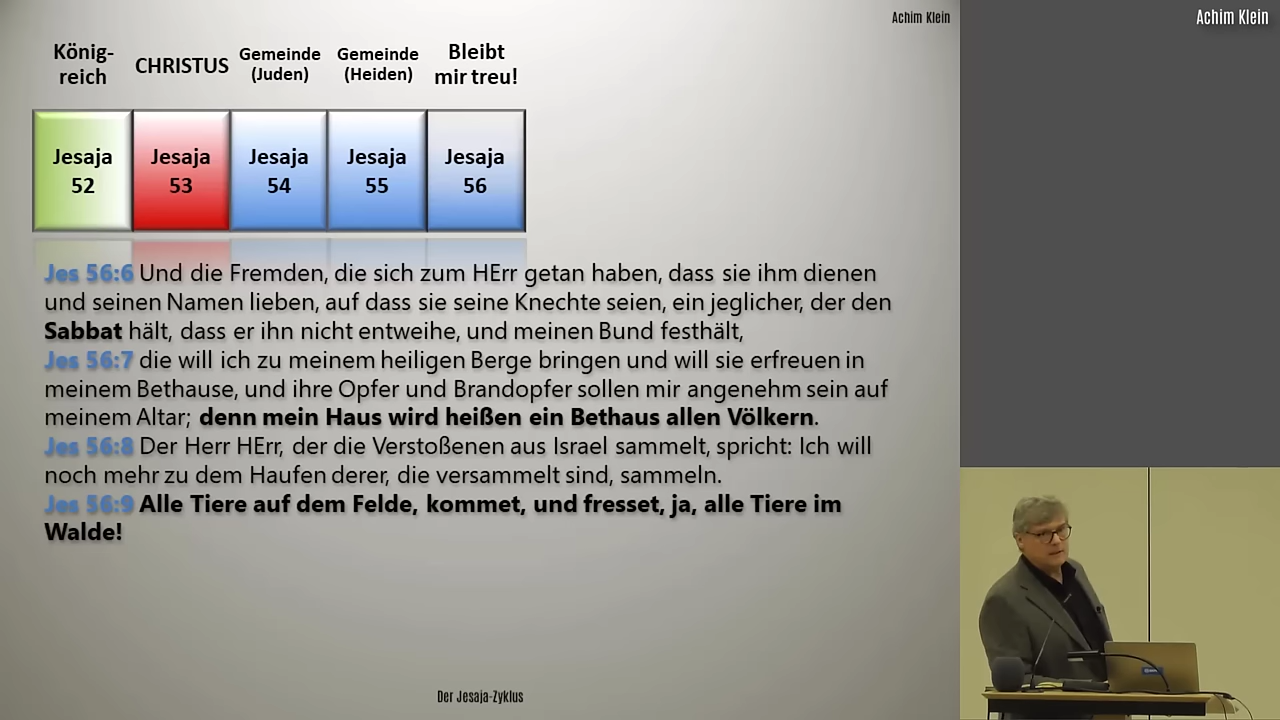 Achim Klein
Achim Klein
König-
reich
CHRISTUS
Gemeinde
(Juden)
Gemeinde
(Heiden)
Bleibt
mir treu!
Jesaja
52
Jesaja
53
Jesaja
54
Jesaja
55
Jesaja
56
Jes 56:6 Und die Fremden, die sich zum HErr getan haben, dass sie ihm dienen
und seinen Namen lieben, auf dass sie seine Knechte seien, ein jeglicher, der den
Sabbat hält, dass er ihn nicht entweihe, und meinen Bund festhält,
Jes 56:7 die will ich zu meinem heiligen Berge bringen und will sie erfreuen in
meinem Bethause, und ihre Opfer und Brandopfer sollen mir angenehm sein auf
meinem Altar; denn mein Haus wird heißen ein Bethaus allen Völkern.
Jes 56:8 Der Herr HErr, der die Verstoßenen aus Israel sammelt, spricht: Ich will
noch mehr zu dem Haufen derer, die versammelt sind, sammeln.
Jes 56:9 Alle Tiere auf dem Felde, kommet, und fresset, ja, alle Tiere im
Walde!
Der Jesaja-Zyklus